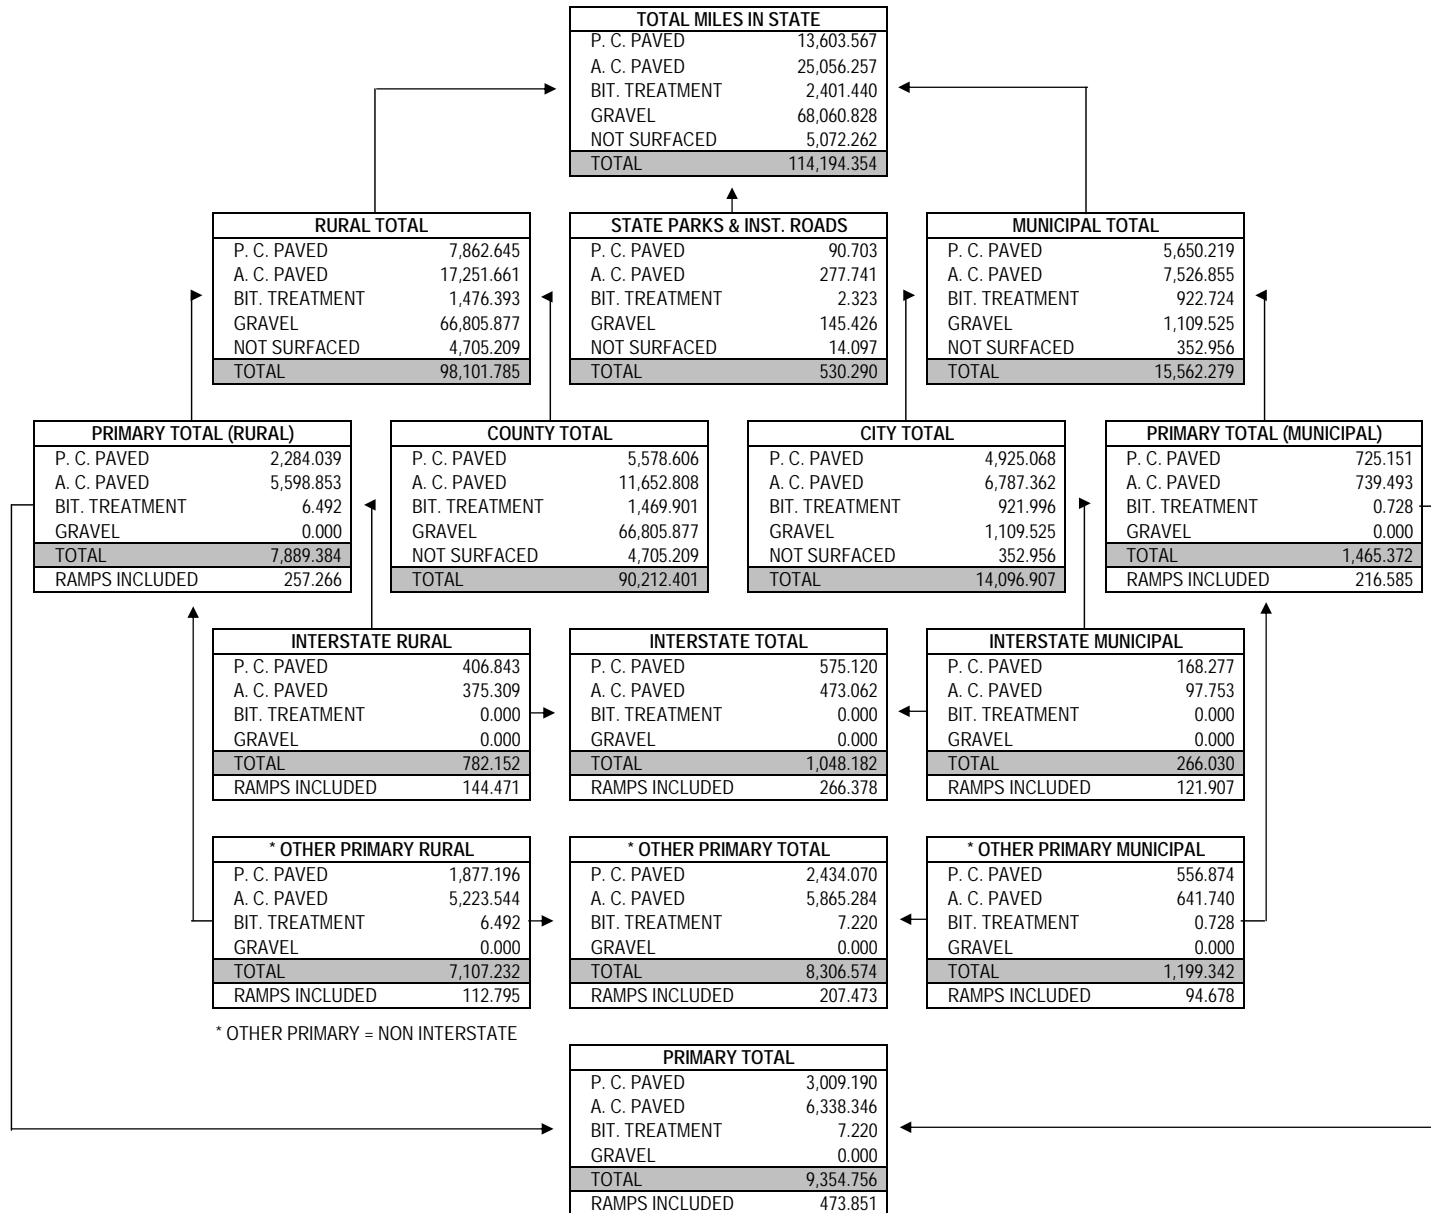 TOTAL MILES IN STATE
P. C. PAVED 13,603.567
A. C. PAVED 25,056.257
BIT. TREATMENT 2,401.440
GRAVEL 68,060.828
NOT SURFACED 5,072.262
TOTAL 114,194.354
RURAL TOTAL
P. C. PAVED 7,862.645
A. C. PAVED 17,251.661
BIT. TREATMENT 1,476.393
GRAVEL 66,805.877
NOT SURFACED 4,705.209
TOTAL 98,101.785
STATE PARKS & INST. ROADS
P. C. PAVED 90.703
A. C. PAVED 277.741
BIT. TREATMENT 2.323
GRAVEL 145.426
NOT SURFACED 14.097
TOTAL 530.290
MUNICIPAL TOTAL
P. C. PAVED 5,650.219
A. C. PAVED 7,526.855
BIT. TREATMENT 922.724
GRAVEL 1,109.525
NOT SURFACED 352.956
TOTAL 15,562.279
PRIMARY TOTAL (RURAL)
P. C. PAVED 2,284.039
A. C. PAVED 5,598.853
BIT. TREATMENT 6.492
GRAVEL 0.000
TOTAL 7,889.384
RAMPS INCLUDED 257.266
COUNTY TOTAL
P. C. PAVED 5,578.606
A. C. PAVED 11,652.808
BIT. TREATMENT 1,469.901
GRAVEL 66,805.877
NOT SURFACED 4,705.209
TOTAL 90,212.401
CITY TOTAL
P. C. PAVED 4,925.068
A. C. PAVED 6,787.362
BIT. TREATMENT 921.996
GRAVEL 1,109.525
NOT SURFACED 352.956
TOTAL 14,096.907
PRIMARY TOTAL (MUNICIPAL)
P. C. PAVED 725.151
A. C. PAVED 739.493
BIT. TREATMENT 0.728
GRAVEL 0.000
TOTAL 1,465.372
RAMPS INCLUDED 216.585
INTERSTATE RURAL
P. C. PAVED 406.843
A. C. PAVED 375.309
BIT. TREATMENT 0.000
GRAVEL 0.000
TOTAL 782.152
RAMPS INCLUDED 144.471
INTERSTATE TOTAL
P. C. PAVED 575.120
A. C. PAVED 473.062
BIT. TREATMENT 0.000
GRAVEL 0.000
TOTAL 1,048.182
RAMPS INCLUDED 266.378
INTERSTATE MUNICIPAL
P. C. PAVED 168.277
A. C. PAVED 97.753
BIT. TREATMENT 0.000
GRAVEL 0.000
TOTAL 266.030
RAMPS INCLUDED 121.907
* OTHER PRIMARY RURAL
P. C. PAVED 1,877.196
A. C. PAVED 5,223.544
BIT. TREATMENT 6.492
GRAVEL 0.000
TOTAL 7,107.232
RAMPS INCLUDED 112.795
* OTHER PRIMARY TOTAL
P. C. PAVED 2,434.070
A. C. PAVED 5,865.284
BIT. TREATMENT 7.220
GRAVEL 0.000
TOTAL 8,306.574
RAMPS INCLUDED 207.473
* OTHER PRIMARY MUNICIPAL
P. C. PAVED 556.874
A. C. PAVED 641.740
BIT. TREATMENT 0.728
GRAVEL 0.000
TOTAL 1,199.342
RAMPS INCLUDED 94.678
* OTHER PRIMARY = NON INTERSTATE
PRIMARY TOTAL
P. C. PAVED 3,009.190
A. C. PAVED 6,338.346
BIT. TREATMENT 7.220
GRAVEL 0.000
TOTAL 9,354.756
RAMPS INCLUDED 473.851